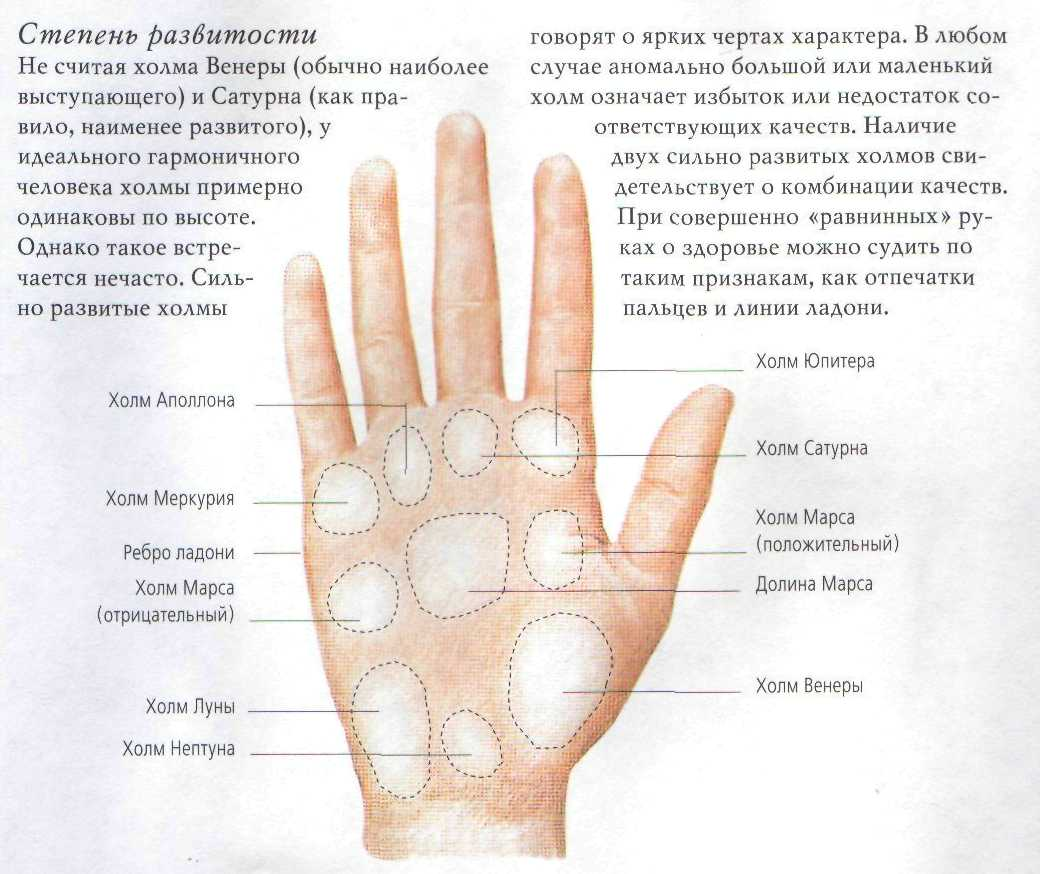 Степень развитости
Не считая холма Венеры (обычно наиболее
выступающего) и Сатурна (как пра-
вило, наименее развитого), у
идеального гармоничного
человека холмы примерно
одинаковы по высоте.
Однако такое встре-
чается нечасто. Силь-
но развитые холмы
говорят о ярких чертах характера. В любом
случае аномально большой или маленький
холм означает избыток или недостаток со-
ответствующих качеств. Наличие
двух сильно развитых холмов сви-
детельствует о комбинации качеств.
При совершенно «равнинных» ру-
ках о здоровье можно судить по
таким признакам, как отпечатки
пальцев и линии ладони.
Холм Аполлона
Холм Меркурия
Ребро ладони
Холм Марса
(отрицательный)
Холм Луны
Холм Нептуна
Холм Юпитера
Холм Сатурна
Холм Марса
(положительный)
Долина Марса
Холм Венеры